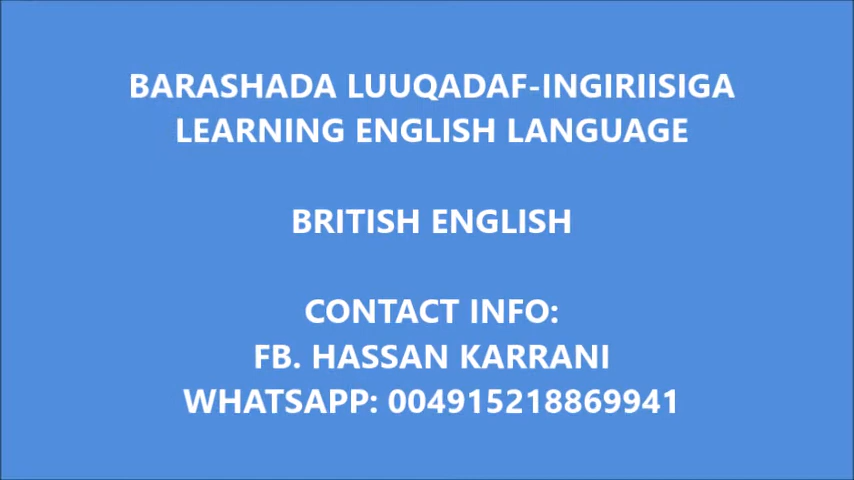 BARASHADA LUUQADAF-INGIRIISIGA
LEARNING ENGLISH LANGUAGE
BRITISH ENGLISH
CONTACT INFO:
FB. HASSAN KARRANI
WHATSAPP: 004915218869941